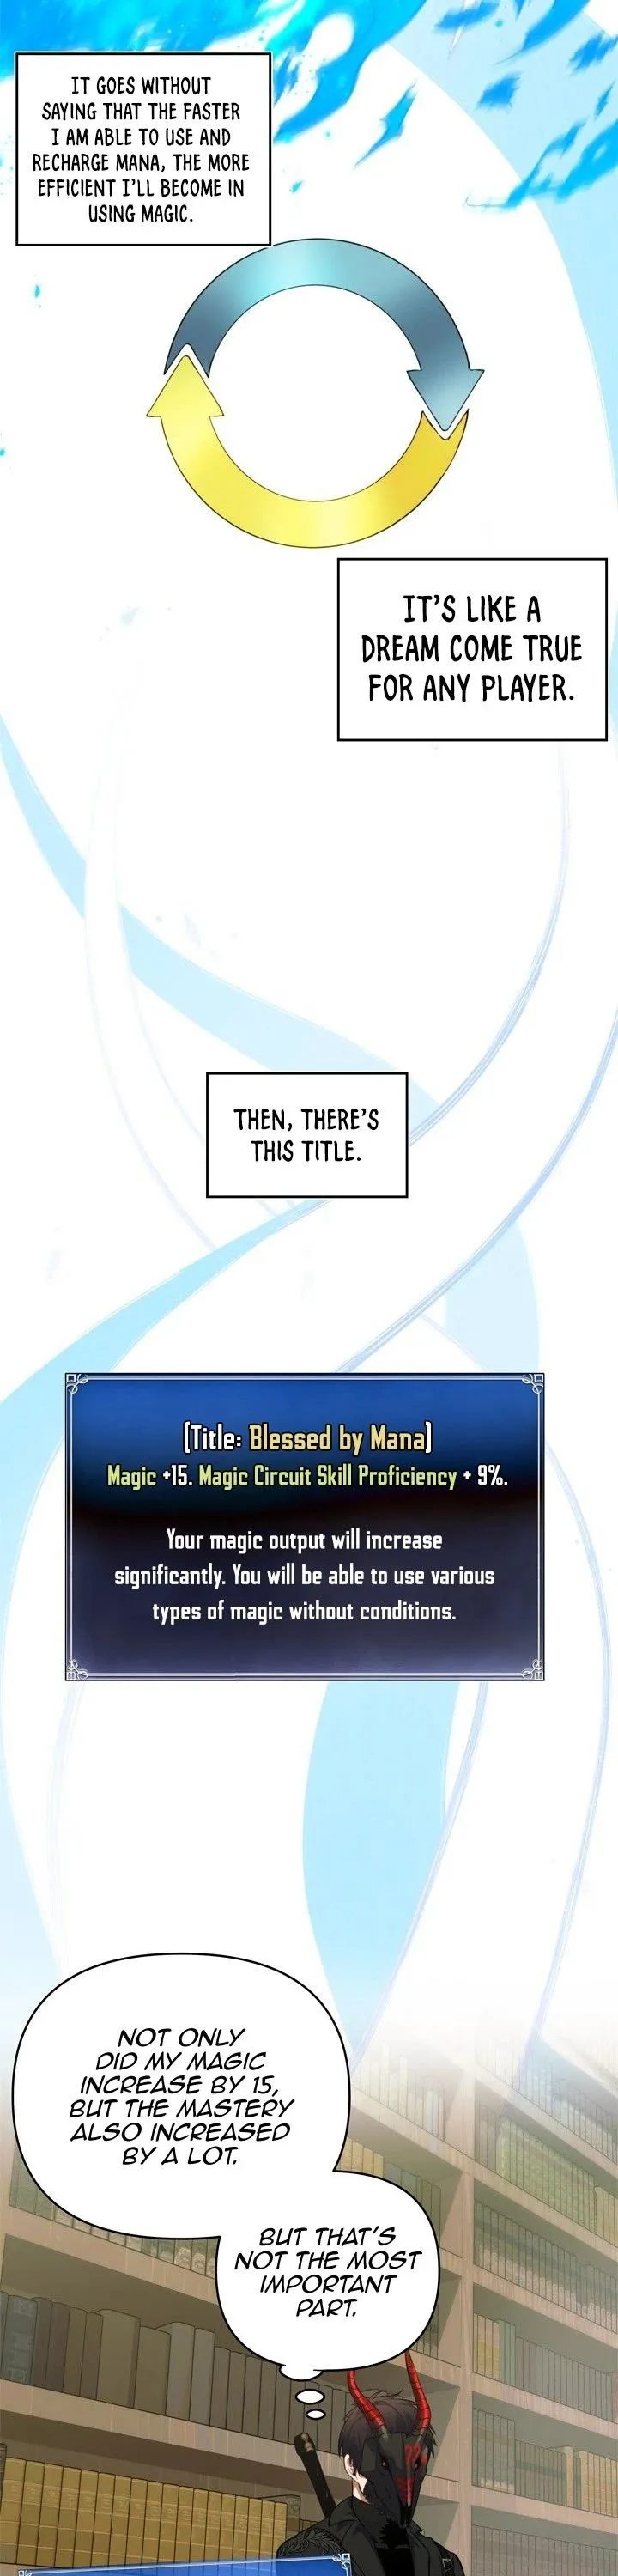 IT GOES WITHOUT
SAYING THAT THE FASTER
I AM ABLE TO USE AND
RECHARGE MANA, THE MORE
EFFICIENT I'LL BECOME IN
USING MAGIC.
IT'S LIKE A
DREAM COME TRUE
FOR ANY PLAYER.
THEN, THERE'S
THIS TITLE.
[Title: Blessed by Mana]
Magic +15. Magic Circuit Skill Proficiency + 9%.
Your magic output will increase
significantly. You will be able to use various
types of magic without conditions.
NOT ONLY
DID MY MAGIC
INCREASE BY 15,
BUT THE MASTERY
ALSO INCREASED
BY A LOT.
BUT THAT'S
NOT THE MOST
IMPORTANT
PART.